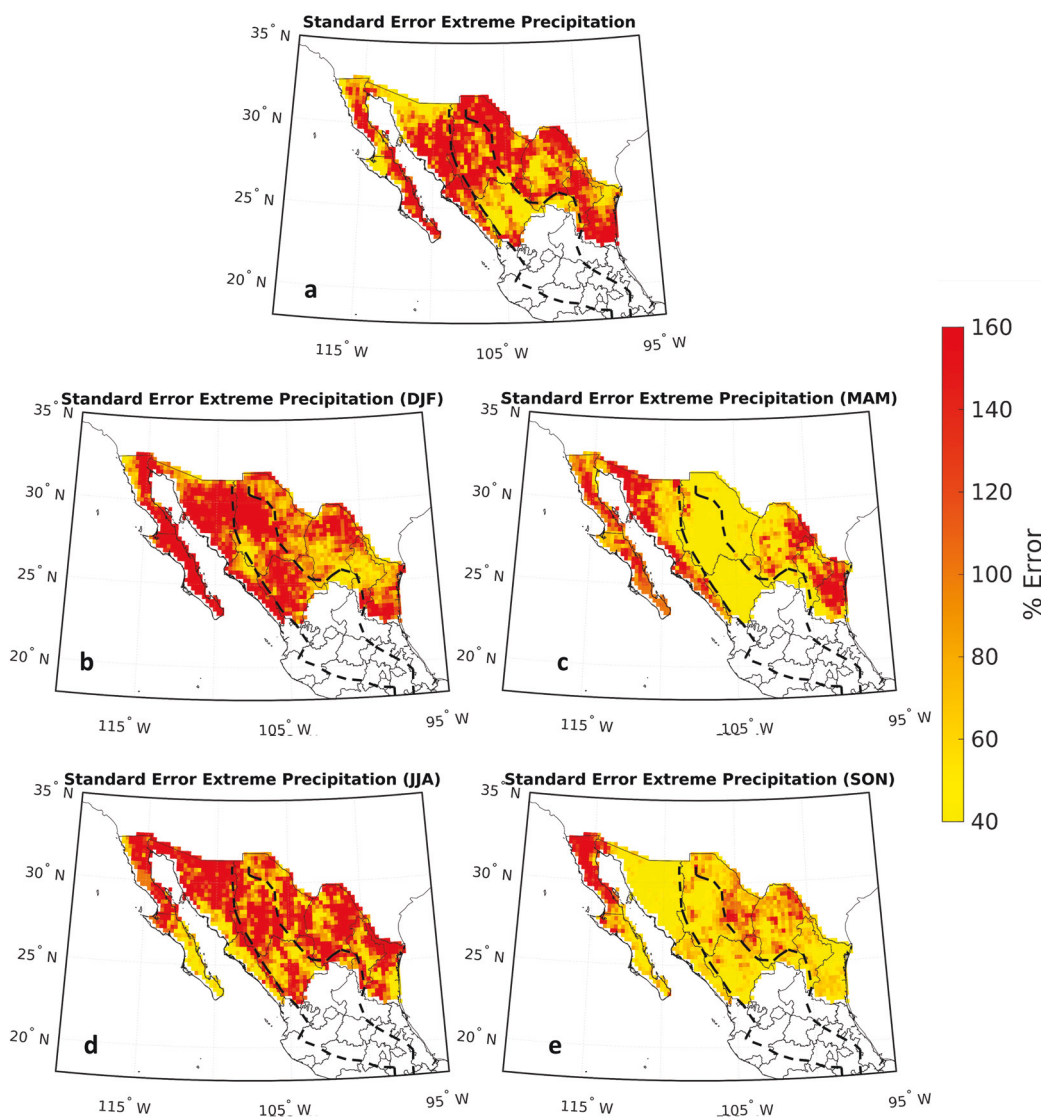 Standard Error Extreme Precipitation
35° N
30° N
25° N
20° N
a
115° W
105° W
95° W
Standard Error Extreme Precipitation (DJF)
35° N
30° N
25° N
20° N
b
115° W
105° W
95° W
Standard Error Extreme Precipitation (MAM)
35° N
30° N
25° N
20° N
c
115° W
105° W
95° W
160
140
120
100
80
60
40
% Error
Standard Error Extreme Precipitation (JJA)
35° N
30° N
25° N
20° N
d
115° W
105° W
95° W
Standard Error Extreme Precipitation (SON)
35° N
30° N
25° N
20° N
e
115° W
105° W
95° W